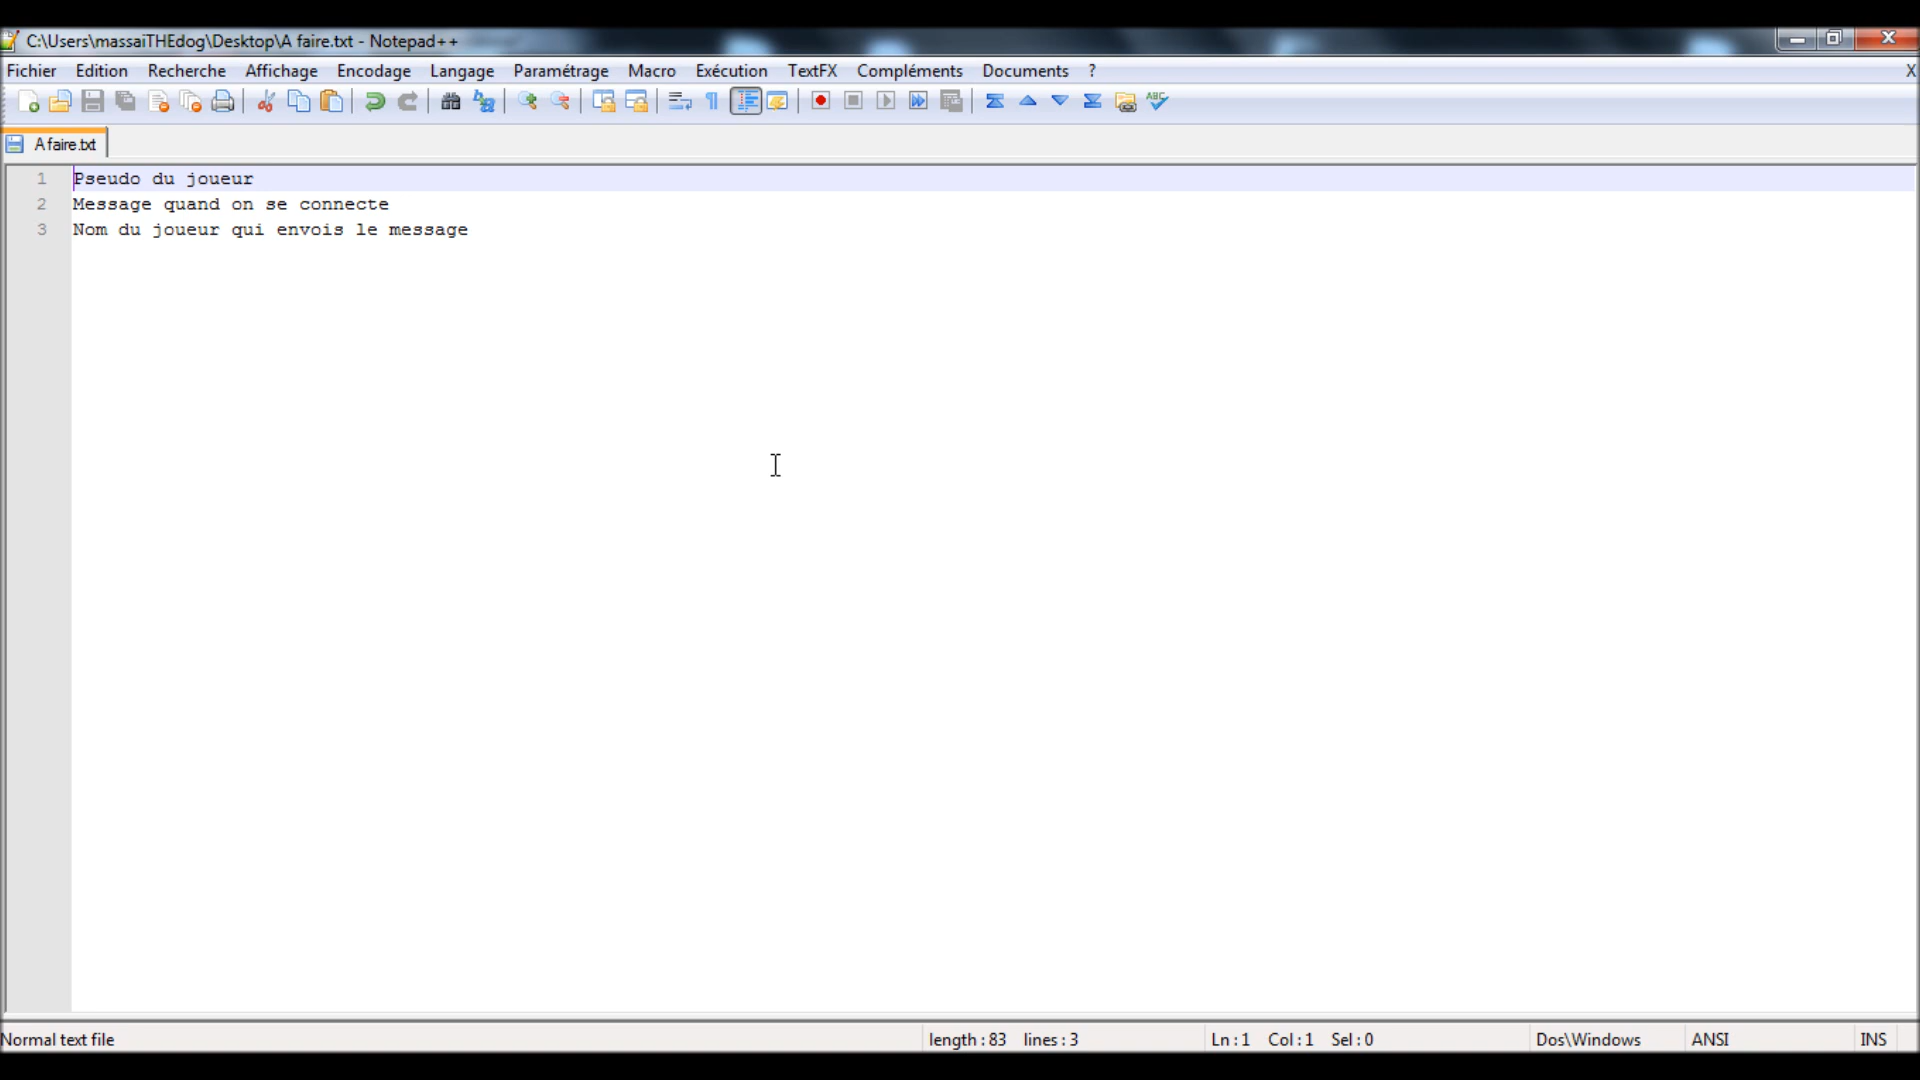 C:\Users\massaiTHEdog\Desktop\A faire.txt - Notepad++
Fichier Edition Recherche Affichage Encodage Langage Paramétrage Macro Exécution TextFX Compléments Documents ? X
ABC
A faire.txt
1 Pseudo du joueur
2 Message quand on se connecte
3 Nom du joueur qui envois le message
Normal text file length : 83 lines : 3 Ln : 1 Col : 1 Sel : 0 Dos\Windows ANSI INS